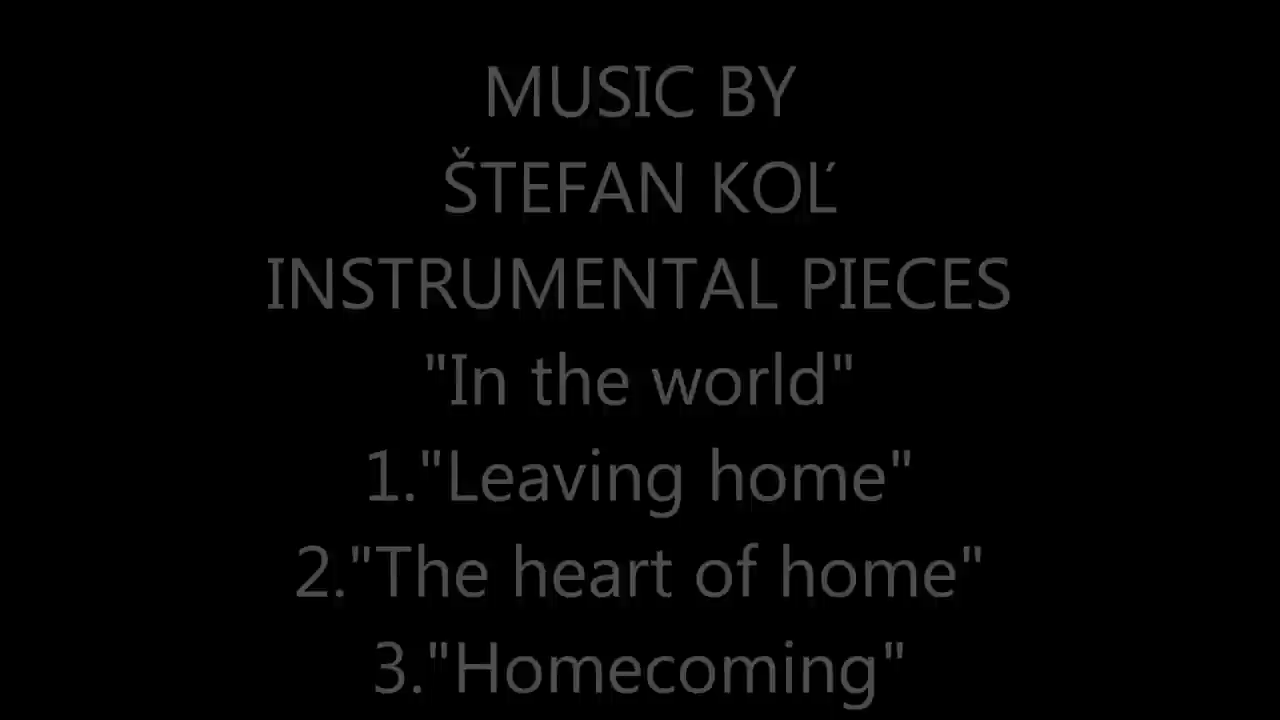 MUSIC BY
ŠTEFAN KOĽ
INSTRUMENTAL PIECES
"In the world"
1."Leaving home"
2."The heart of home"
3."Homecoming"